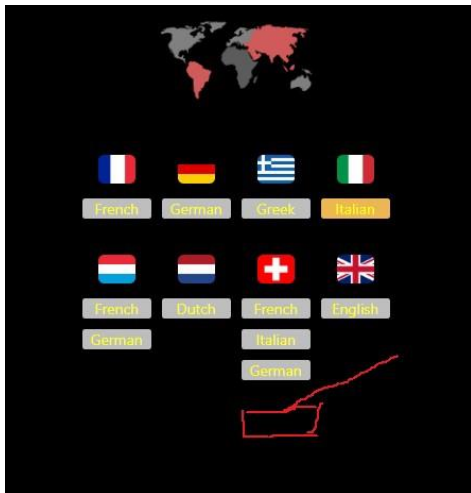 French German Greek Italian
French Dutch French English
German Italian
German